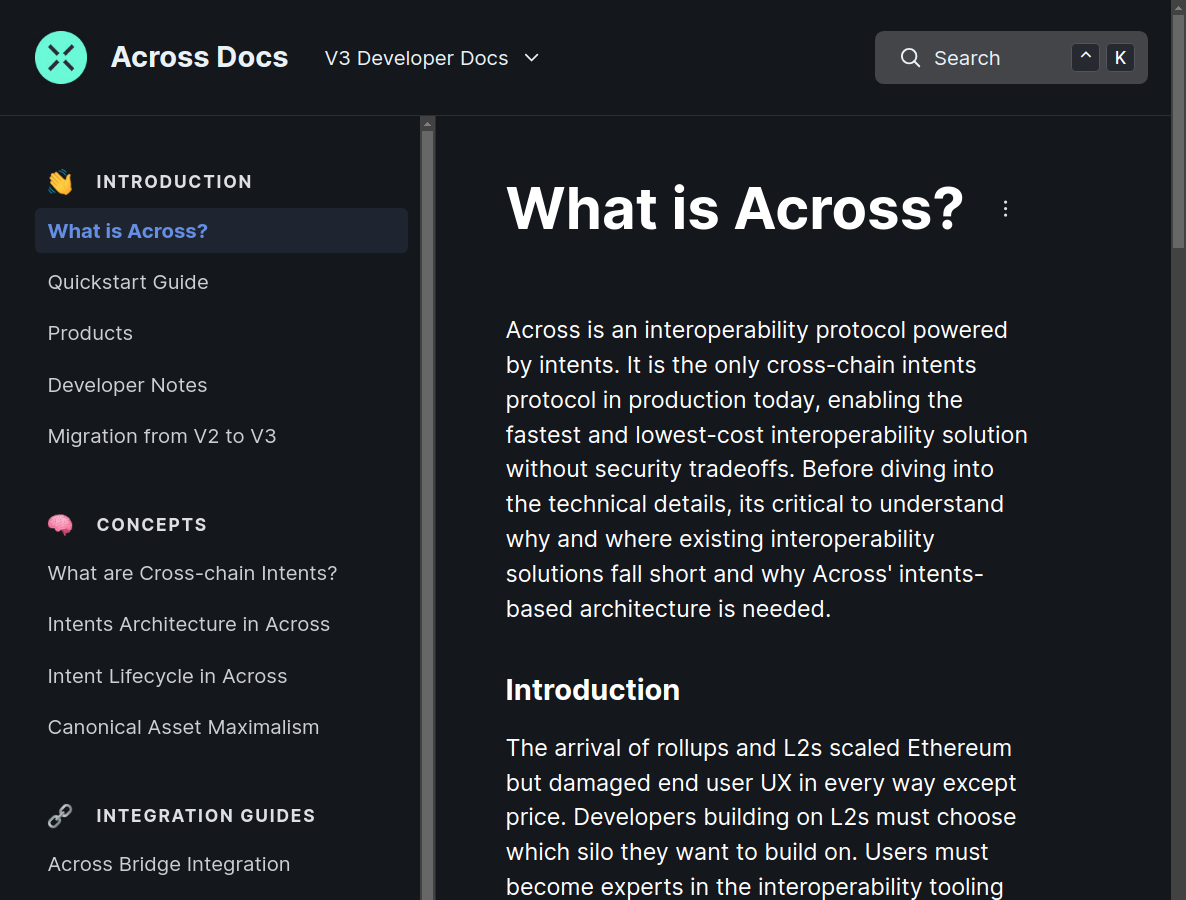 Across Docs
V3 Developer Docs
Search
^ K
INTRODUCTION
What is Across?
Quickstart Guide
Products
Developer Notes
Migration from V2 to V3
CONCEPTS
What are Cross-chain Intents?
Intents Architecture in Across
Intent Lifecycle in Across
Canonical Asset Maximalism
INTEGRATION GUIDES
Across Bridge Integration
What is Across?
Across is an interoperability protocol powered
by intents. It is the only cross-chain intents
protocol in production today, enabling the
fastest and lowest-cost interoperability solution
without security tradeoffs. Before diving into
the technical details, its critical to understand
why and where existing interoperability
solutions fall short and why Across' intents-
based architecture is needed.
Introduction
The arrival of rollups and L2s scaled Ethereum
but damaged end user UX in every way except
price. Developers building on L2s must choose
which silo they want to build on. Users must
become experts in the interoperability tooling